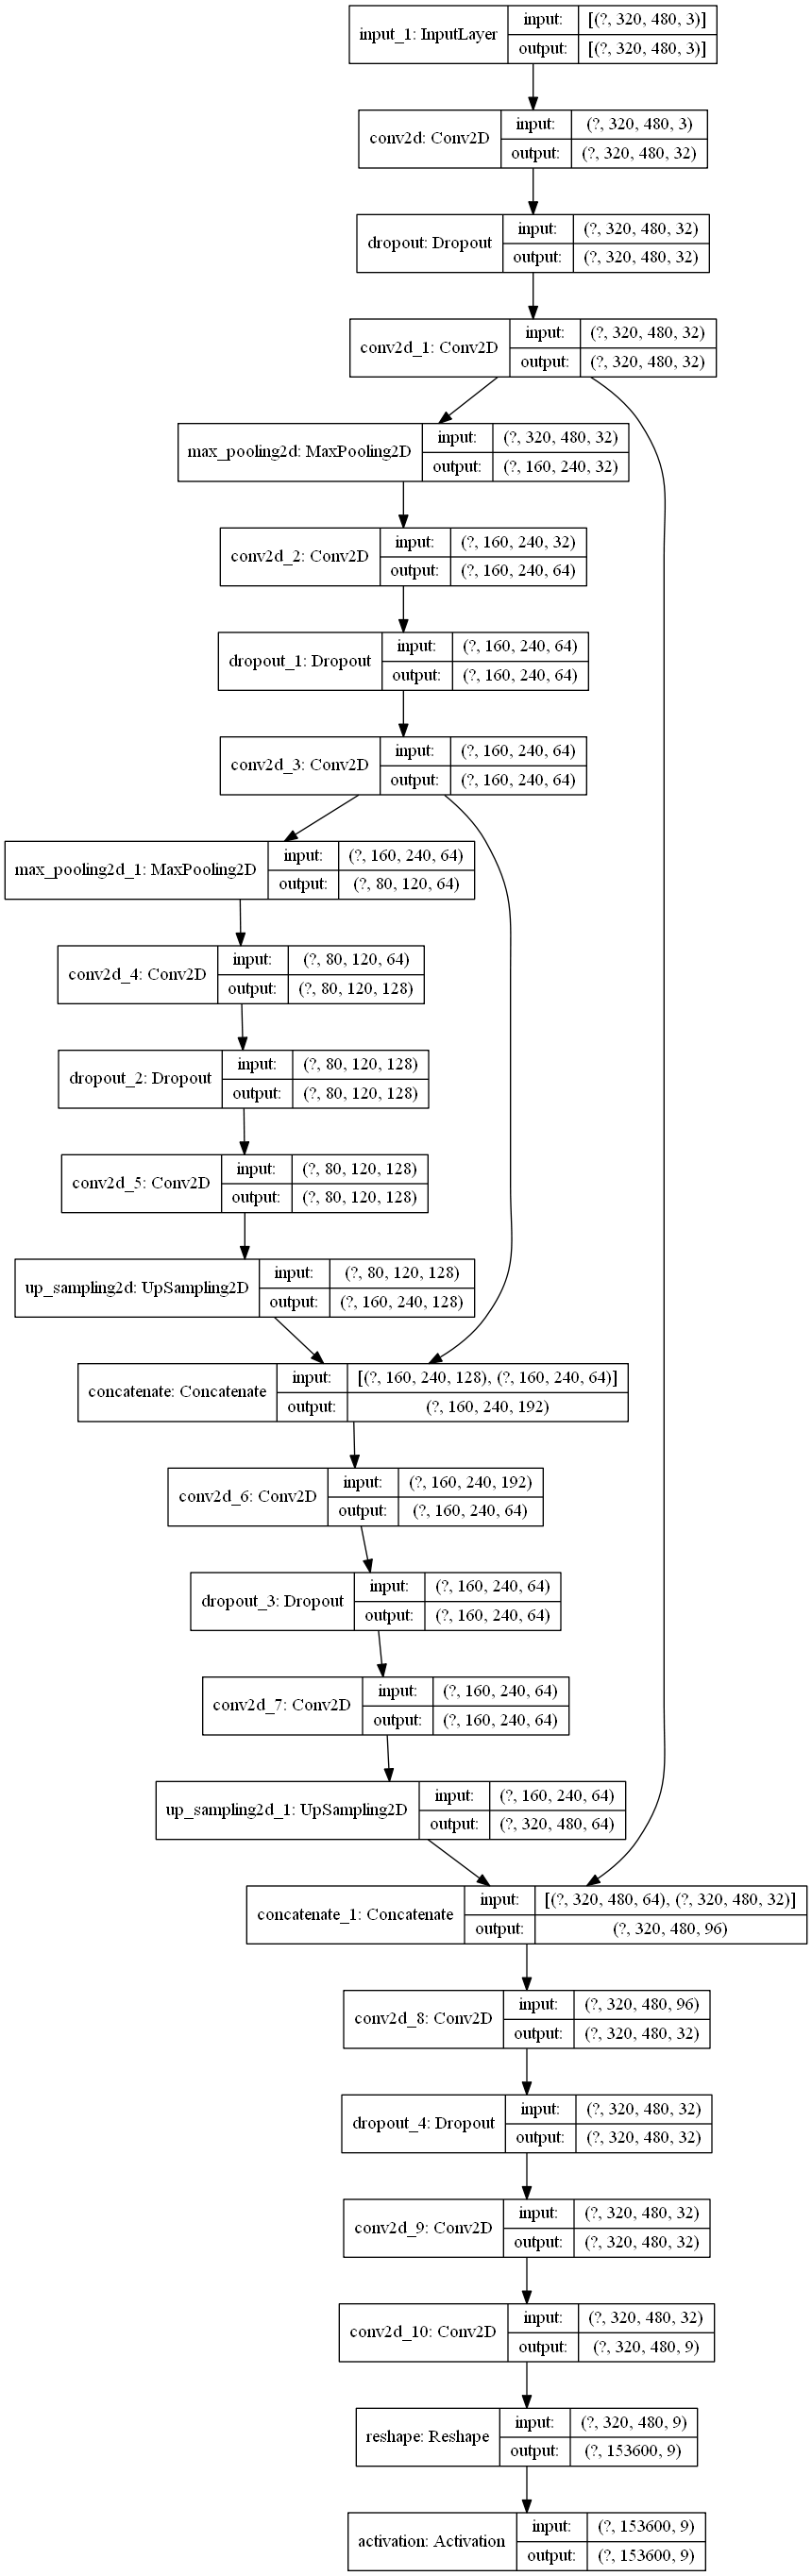 input_1: InputLayer
input: [(?, 320, 480, 3)]
output: [(?, 320, 480, 3)]
conv2d: Conv2D
input: (?, 320, 480, 3)
output: (?, 320, 480, 32)
dropout: Dropout
input: (?, 320, 480, 32)
output: (?, 320, 480, 32)
conv2d_1: Conv2D
input: (?, 320, 480, 32)
output: (?, 320, 480, 32)
max_pooling2d: MaxPooling2D
input: (?, 320, 480, 32)
output: (?, 160, 240, 32)
conv2d_2: Conv2D
input: (?, 160, 240, 32)
output: (?, 160, 240, 64)
dropout_1: Dropout
input: (?, 160, 240, 64)
output: (?, 160, 240, 64)
conv2d_3: Conv2D
input: (?, 160, 240, 64)
output: (?, 160, 240, 64)
max_pooling2d_1: MaxPooling2D
input: (?, 160, 240, 64)
output: (?, 80, 120, 64)
conv2d_4: Conv2D
input: (?, 80, 120, 64)
output: (?, 80, 120, 128)
dropout_2: Dropout
input: (?, 80, 120, 128)
output: (?, 80, 120, 128)
conv2d_5: Conv2D
input: (?, 80, 120, 128)
output: (?, 80, 120, 128)
up_sampling2d: UpSampling2D
input: (?, 80, 120, 128)
output: (?, 160, 240, 128)
concatenate: Concatenate
input: [(?, 160, 240, 128), (?, 160, 240, 64)]
output: (?, 160, 240, 192)
conv2d_6: Conv2D
input: (?, 160, 240, 192)
output: (?, 160, 240, 64)
dropout_3: Dropout
input: (?, 160, 240, 64)
output: (?, 160, 240, 64)
conv2d_7: Conv2D
input: (?, 160, 240, 64)
output: (?, 160, 240, 64)
up_sampling2d_1: UpSampling2D
input: (?, 160, 240, 64)
output: (?, 320, 480, 64)
concatenate_1: Concatenate
input: [(?, 320, 480, 64), (?, 320, 480, 32)]
output: (?, 320, 480, 96)
conv2d_8: Conv2D
input: (?, 320, 480, 96)
output: (?, 320, 480, 32)
dropout_4: Dropout
input: (?, 320, 480, 32)
output: (?, 320, 480, 32)
conv2d_9: Conv2D
input: (?, 320, 480, 32)
output: (?, 320, 480, 32)
conv2d_10: Conv2D
input: (?, 320, 480, 32)
output: (?, 320, 480, 9)
reshape: Reshape
input: (?, 320, 480, 9)
output: (?, 153600, 9)
activation: Activation
input: (?, 153600, 9)
output: (?, 153600, 9)